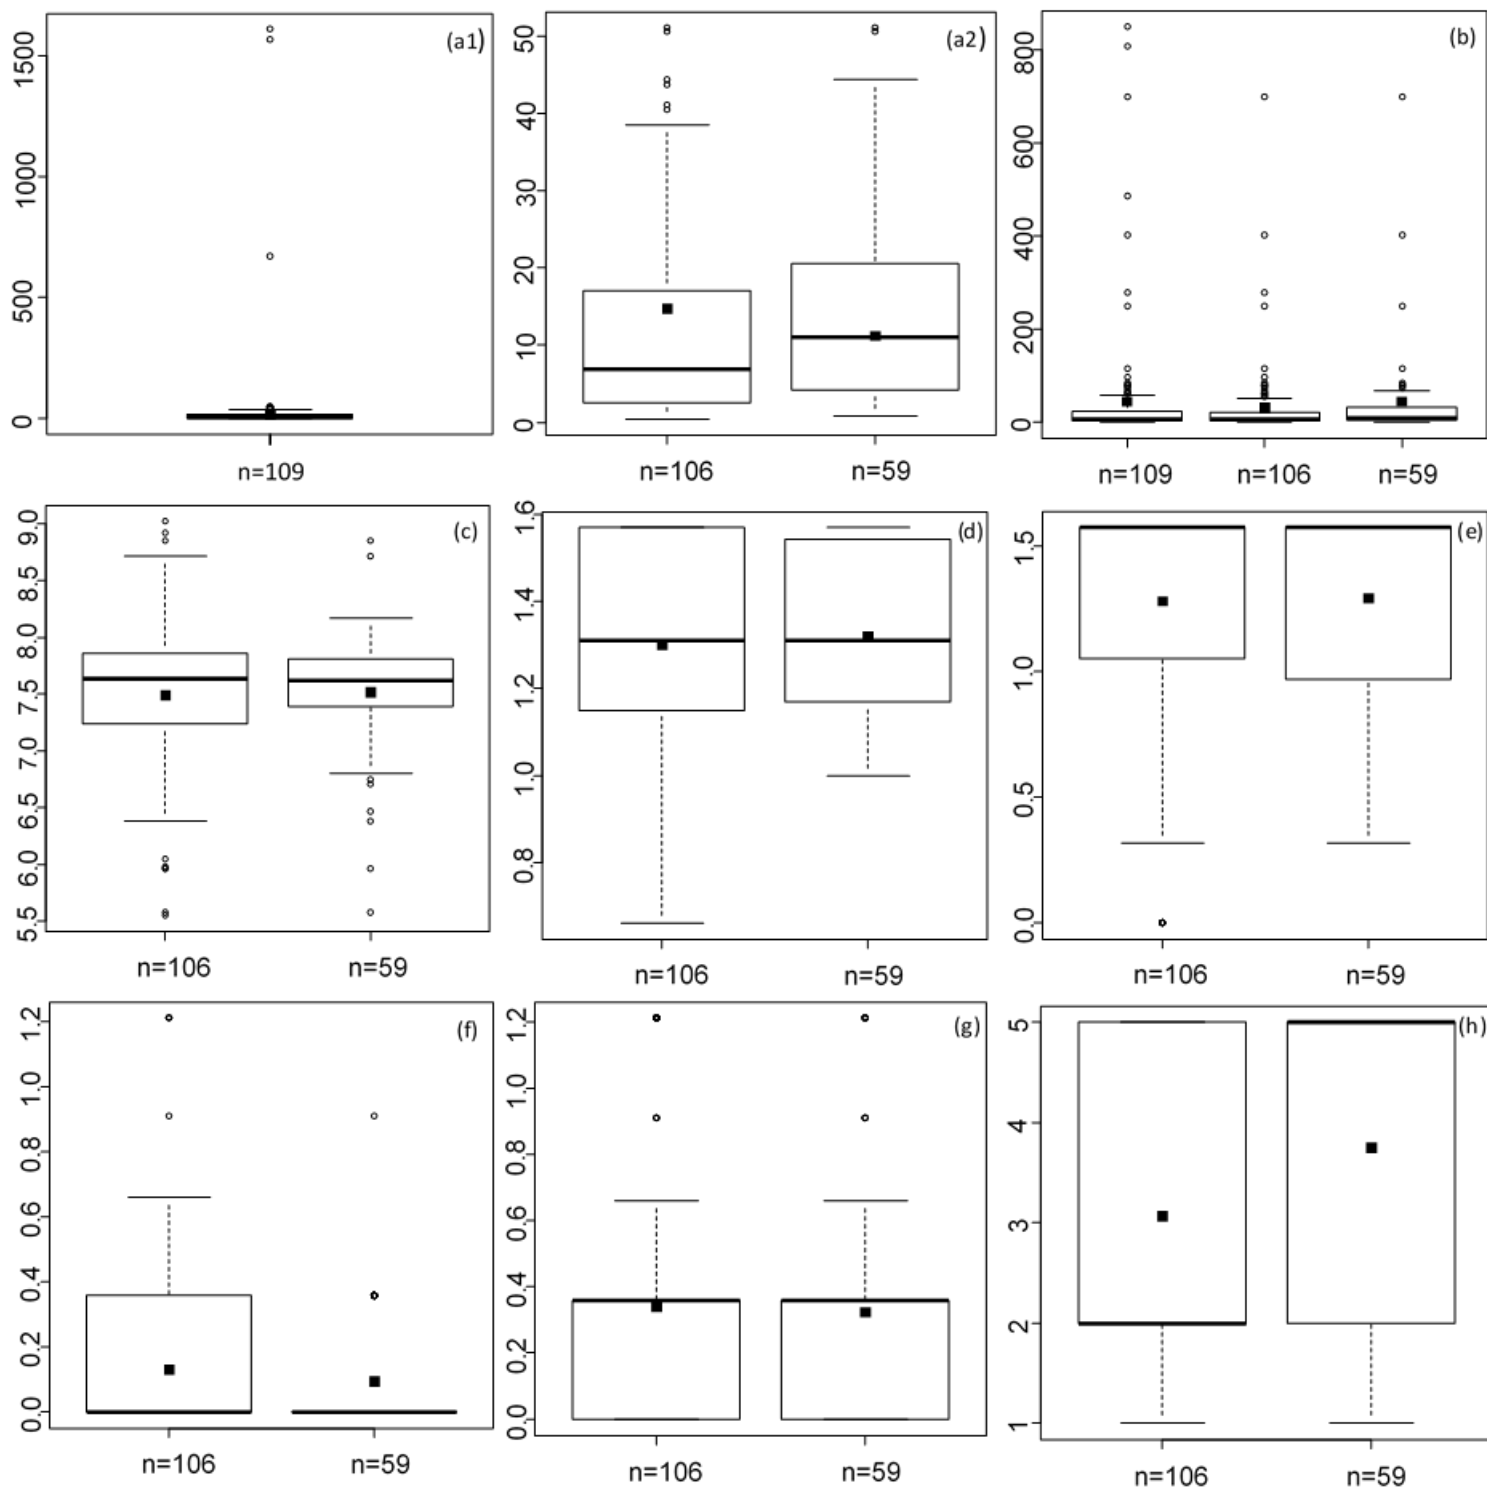 (a1)
1500
1000
500
0
n=109
(a2)
50
40
30
20
10
0
n=106 n=59
(b)
800
600
400
200
0
n=109 n=106 n=59
(c)
9.0
8.5
8.0
7.5
7.0
6.5
6.0
5.5
n=106 n=59
(d)
1.6
1.4
1.2
1.0
0.8
n=106 n=59
(e)
1.5
1.0
0.5
0.0
n=106 n=59
(f)
1.2
1.0
0.8
0.6
0.4
0.2
0.0
n=106 n=59
(g)
1.2
1.0
0.8
0.6
0.4
0.2
0.0
n=106 n=59
(h)
5
4
3
2
1
n=106 n=59